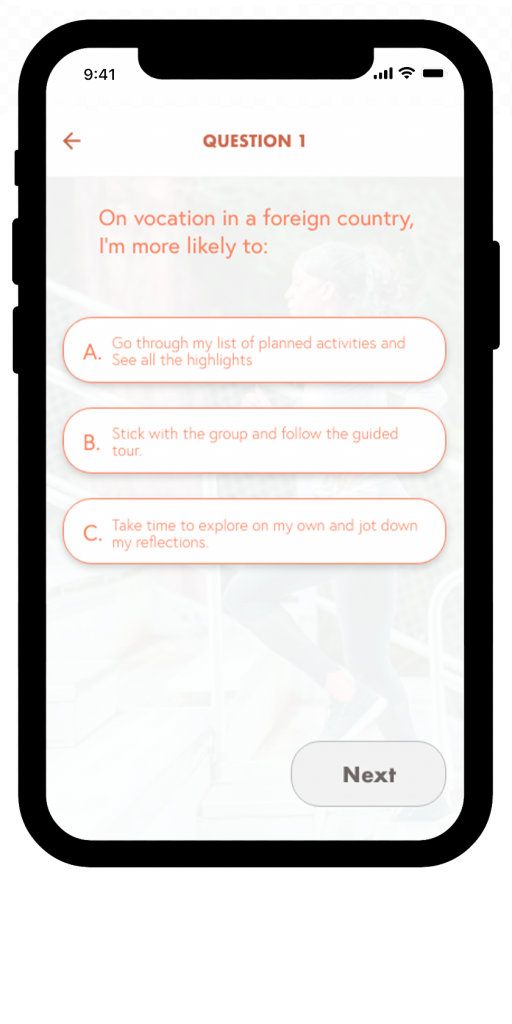 9:41
QUESTION 1
On vocation in a foreign country,
I'm more likely to:
A. Go through my list of planned activities and
See all the highlights
B. Stick with the group and follow the guided
tour.
C. Take time to explore on my own and jot down
my reflections.
Next